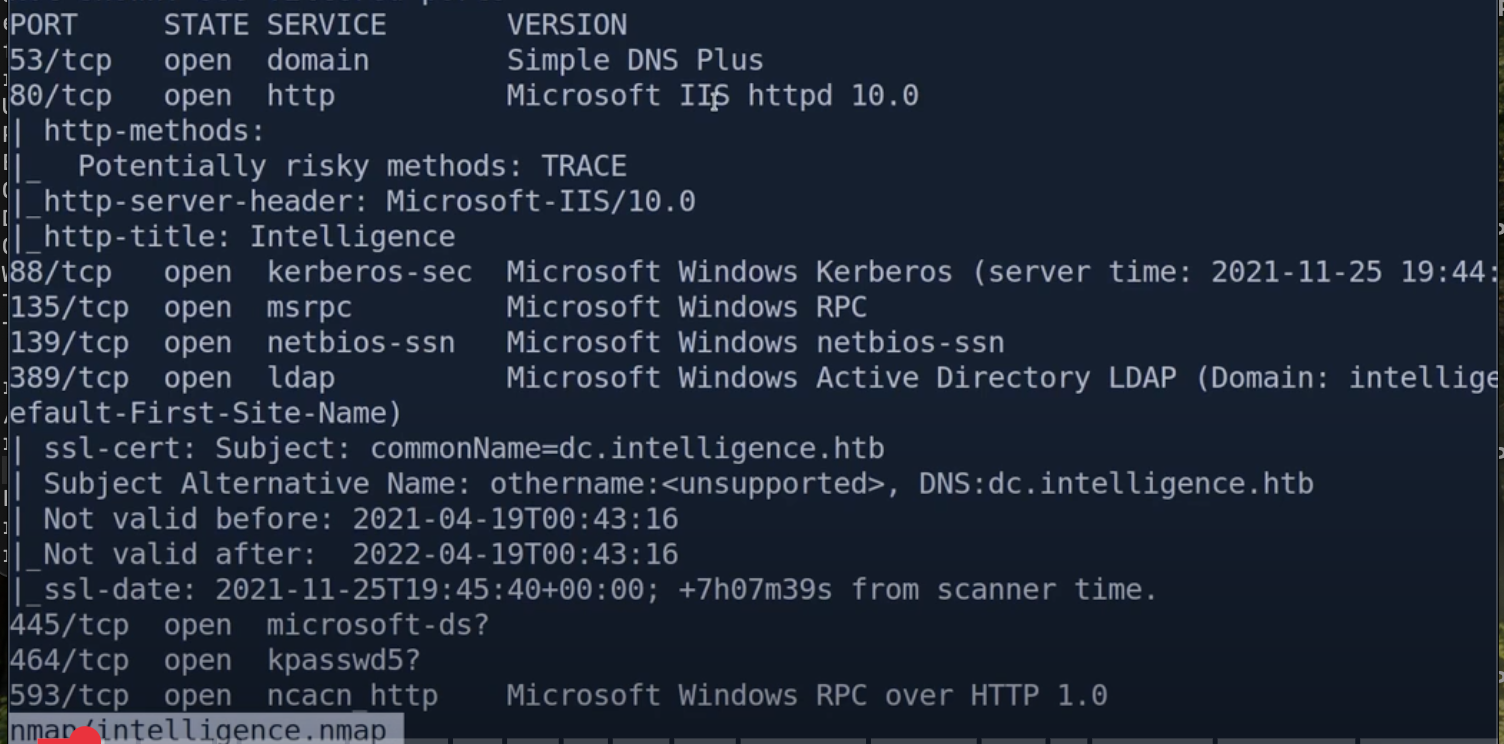 PORT     STATE SERVICE       VERSION
53/tcp   open  domain        Simple DNS Plus
80/tcp   open  http          Microsoft IIS httpd 10.0
| http-methods:
|_  Potentially risky methods: TRACE
|_http-server-header: Microsoft-IIS/10.0
|_http-title: Intelligence
88/tcp   open  kerberos-sec  Microsoft Windows Kerberos (server time: 2021-11-25 19:44:
135/tcp  open  msrpc         Microsoft Windows RPC
139/tcp  open  netbios-ssn   Microsoft Windows netbios-ssn
389/tcp  open  ldap          Microsoft Windows Active Directory LDAP (Domain: intellige
efault-First-Site-Name)
| ssl-cert: Subject: commonName=dc.intelligence.htb
| Subject Alternative Name: othername:<unsupported>, DNS:dc.intelligence.htb
| Not valid before: 2021-04-19T00:43:16
|_Not valid after:  2022-04-19T00:43:16
|_ssl-date: 2021-11-25T19:45:40+00:00; +7h07m39s from scanner time.
445/tcp  open  microsoft-ds?
464/tcp  open  kpasswd5?
593/tcp  open  ncacn_http    Microsoft Windows RPC over HTTP 1.0
nmap/intelligence.nmap